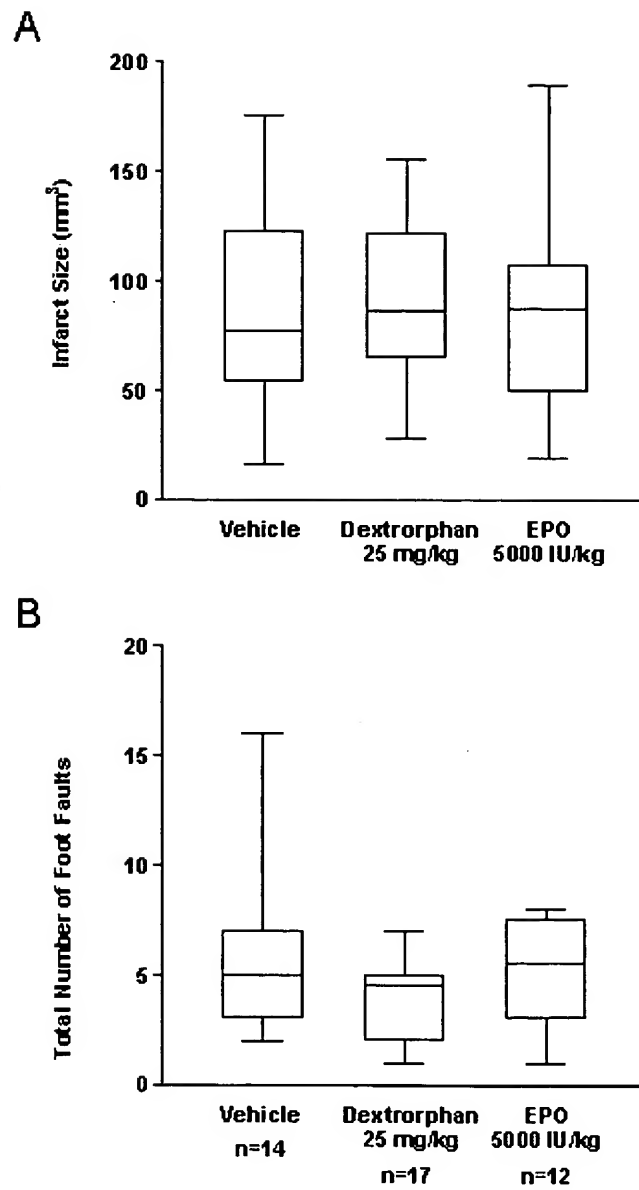 A
Infarct Size (mm³)
200
150
100
50
0
Vehicle
Dextrorphan
25 mg/kg
EPO
5000 IU/kg
B
Total Number of Foot Faults
20
15
10
5
0
Vehicle
n=14
Dextrorphan
25 mg/kg
n=17
EPO
5000 IU/kg
n=12